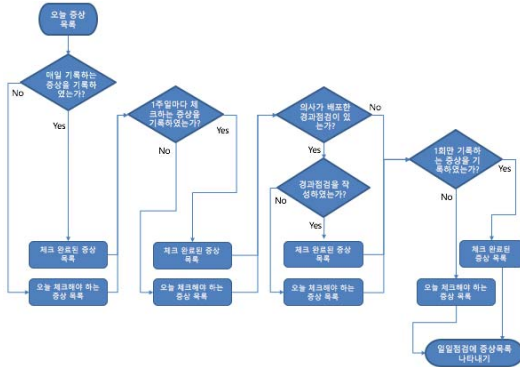 오늘 증상
목록
매일 기록하는
증상을 기록하
였는가?
No
Yes
체크 완료된 증상
목록
오늘 체크해야 하는
증상 목록
1주일마다 체
크하는 증상을
기록하였는가?
No
Yes
체크 완료된 증상
목록
오늘 체크해야 하는
증상 목록
의사가 배포한
경과점검이 있
는가?
No
Yes
경과점검을 작
성하였는가?
No
Yes
체크 완료된 증상
목록
오늘 체크해야 하는
증상 목록
1회만 기록하
는 증상을 기
록하였는가?
Yes
No
체크 완료된 증상
목록
오늘 체크해야 하는
증상 목록
일일점검에 증상목록
나타내기